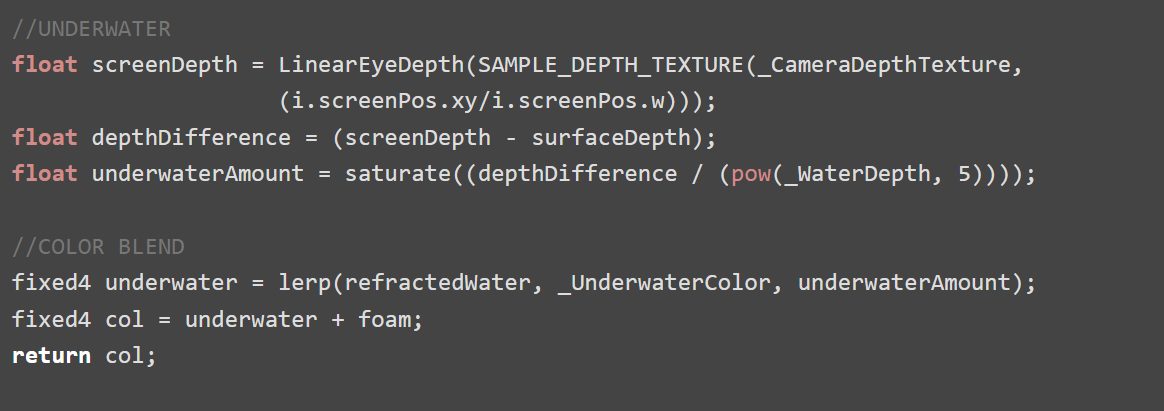 //UNDERWATER
float screenDepth = LinearEyeDepth(SAMPLE_DEPTH_TEXTURE(_CameraDepthTexture,
(i.screenPos.xy/i.screenPos.w)));
float depthDifference = (screenDepth - surfaceDepth);
float underwaterAmount = saturate((depthDifference / (pow(_WaterDepth, 5))));
//COLOR BLEND
fixed4 underwater = lerp(refractedWater, _UnderwaterColor, underwaterAmount);
fixed4 col = underwater + foam;
return col;